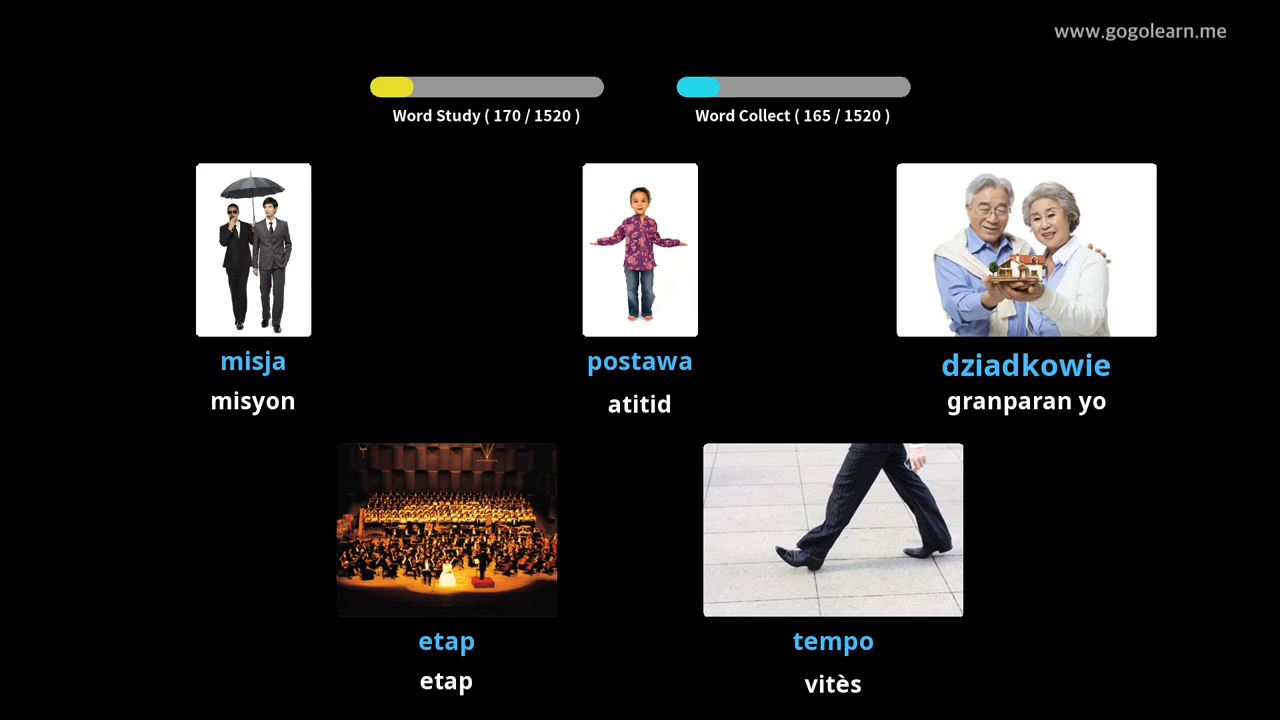 www.gogolearn.me
Word Study ( 170 / 1520 )
Word Collect ( 165 / 1520 )
misja
postawa
dziadkowie
misyon
atitid
granparan yo
etap
tempo
etap
vitès